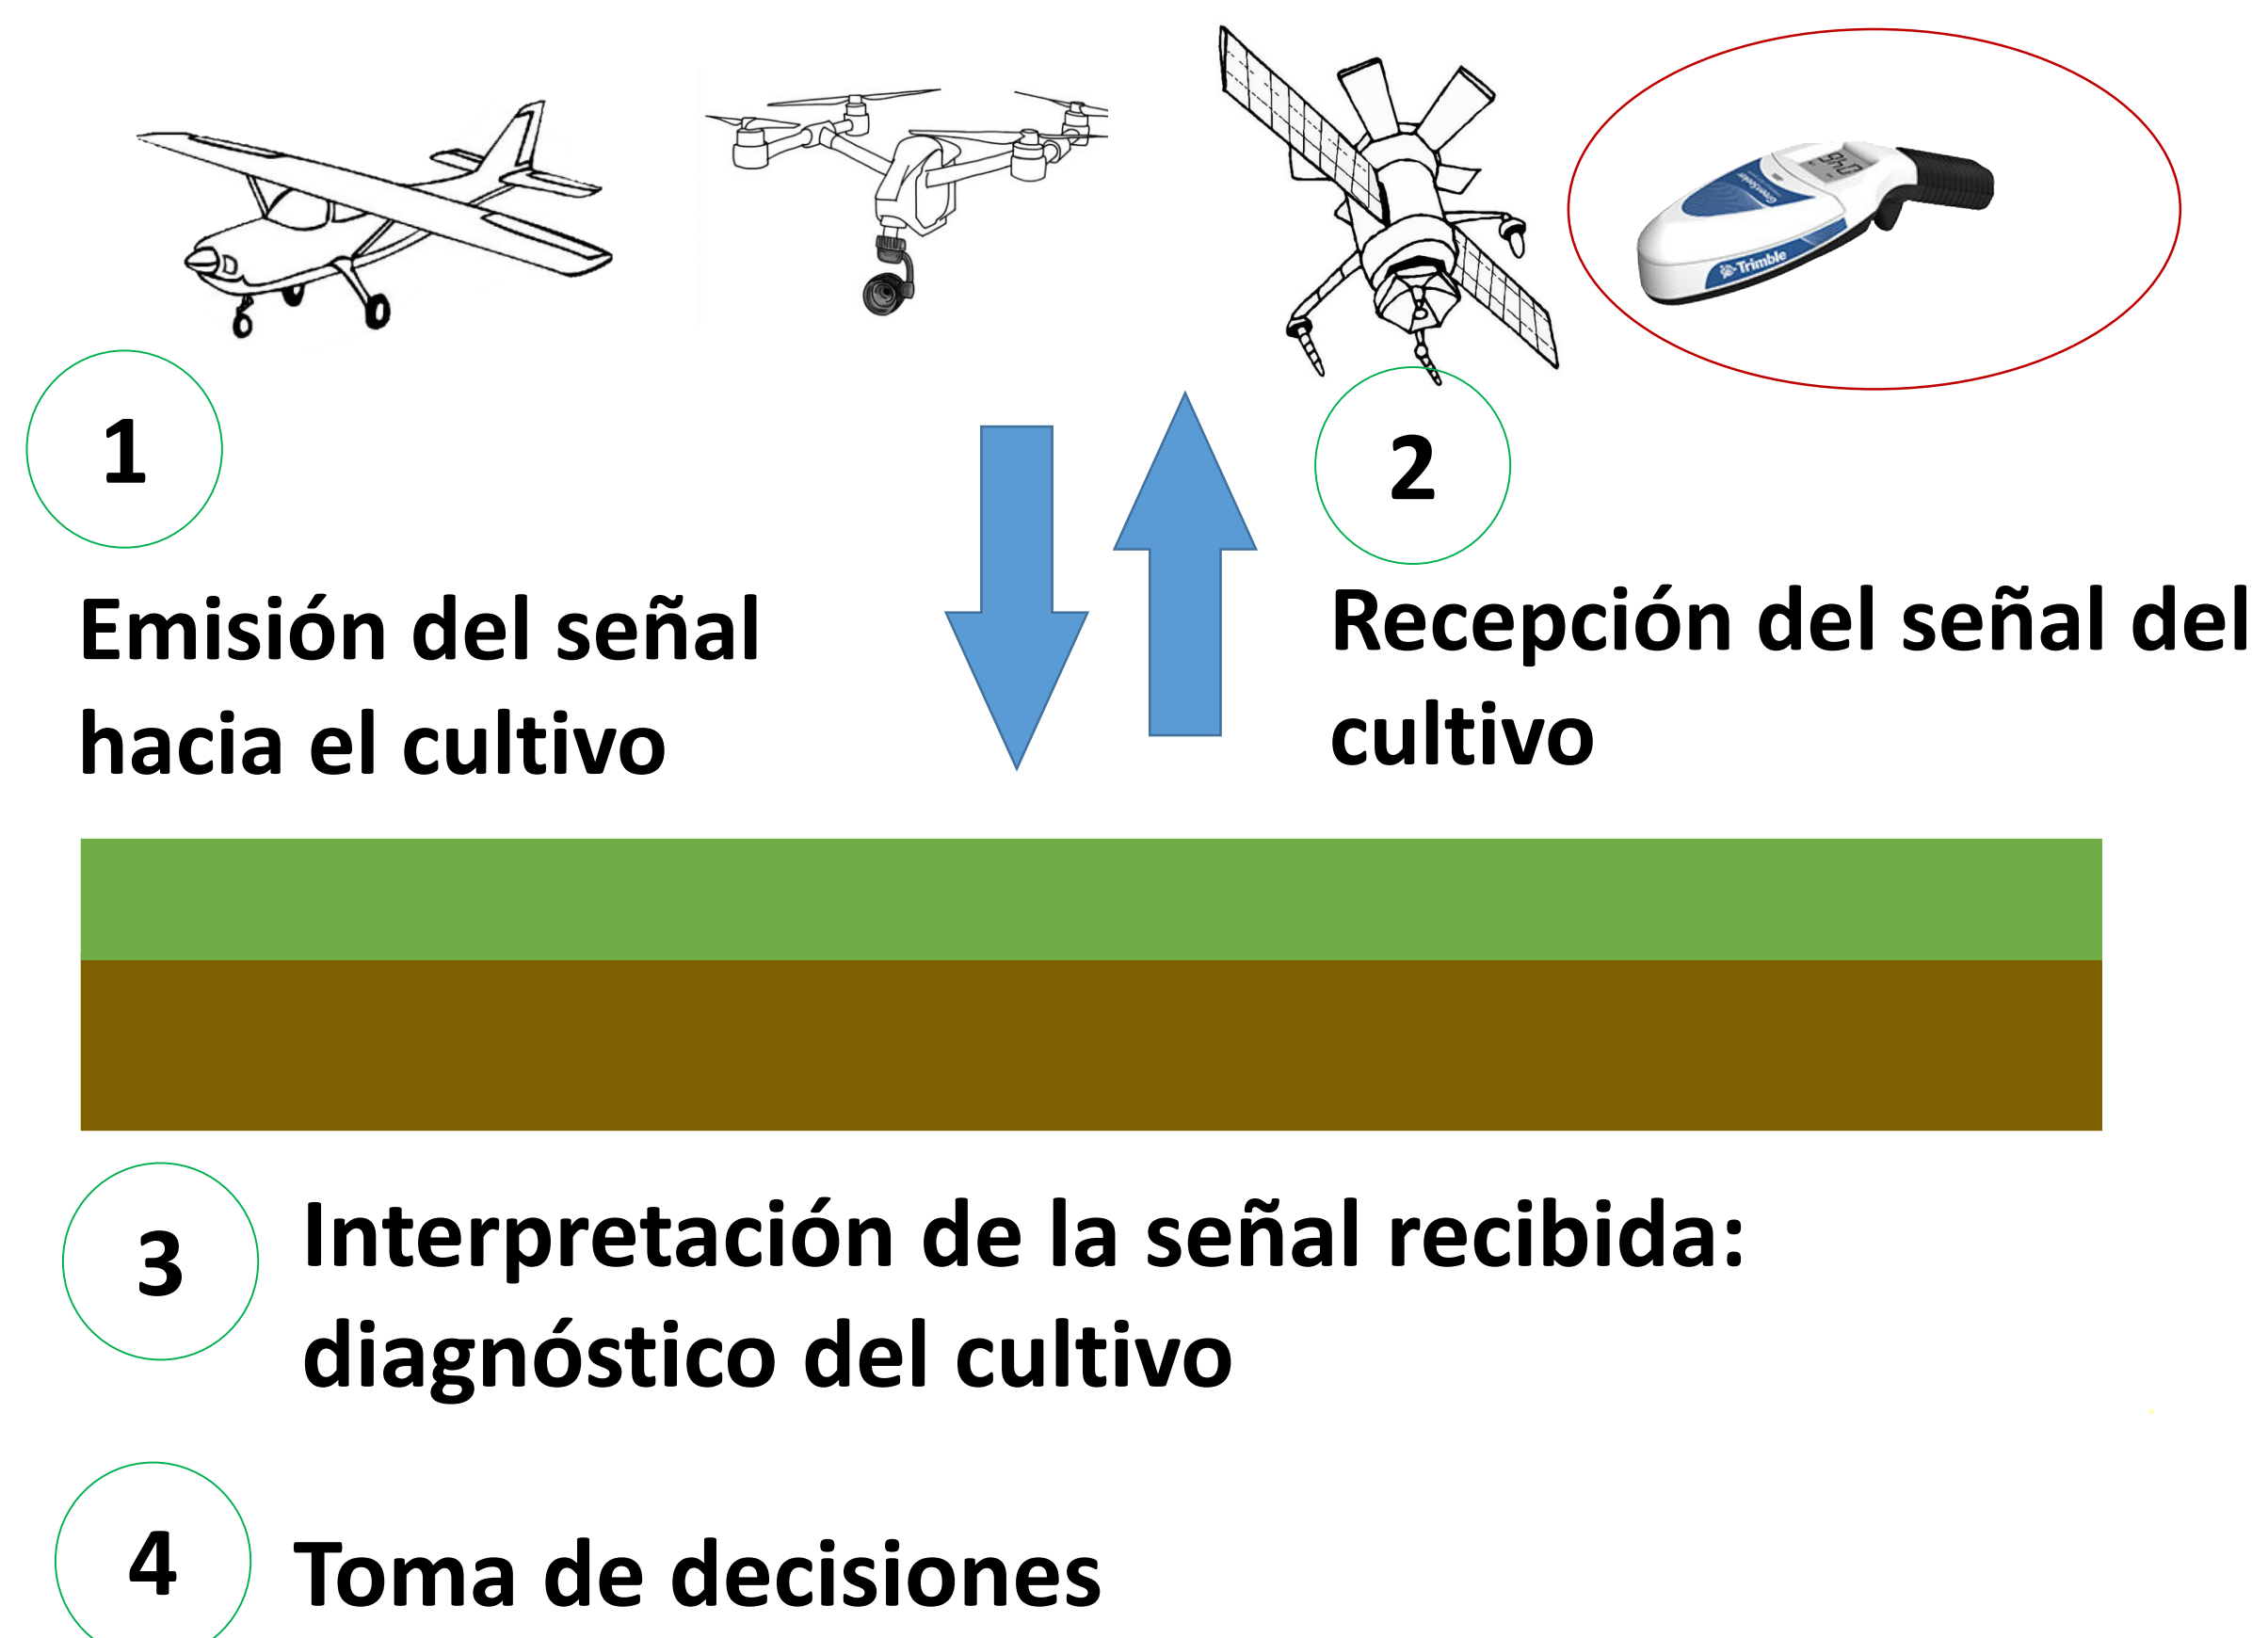 GreenSeeker
Trimble
1
2
Emisión del señal
hacia el cultivo
Recepción del señal del
cultivo
3
Interpretación de la señal recibida:
diagnóstico del cultivo
4
Toma de decisiones